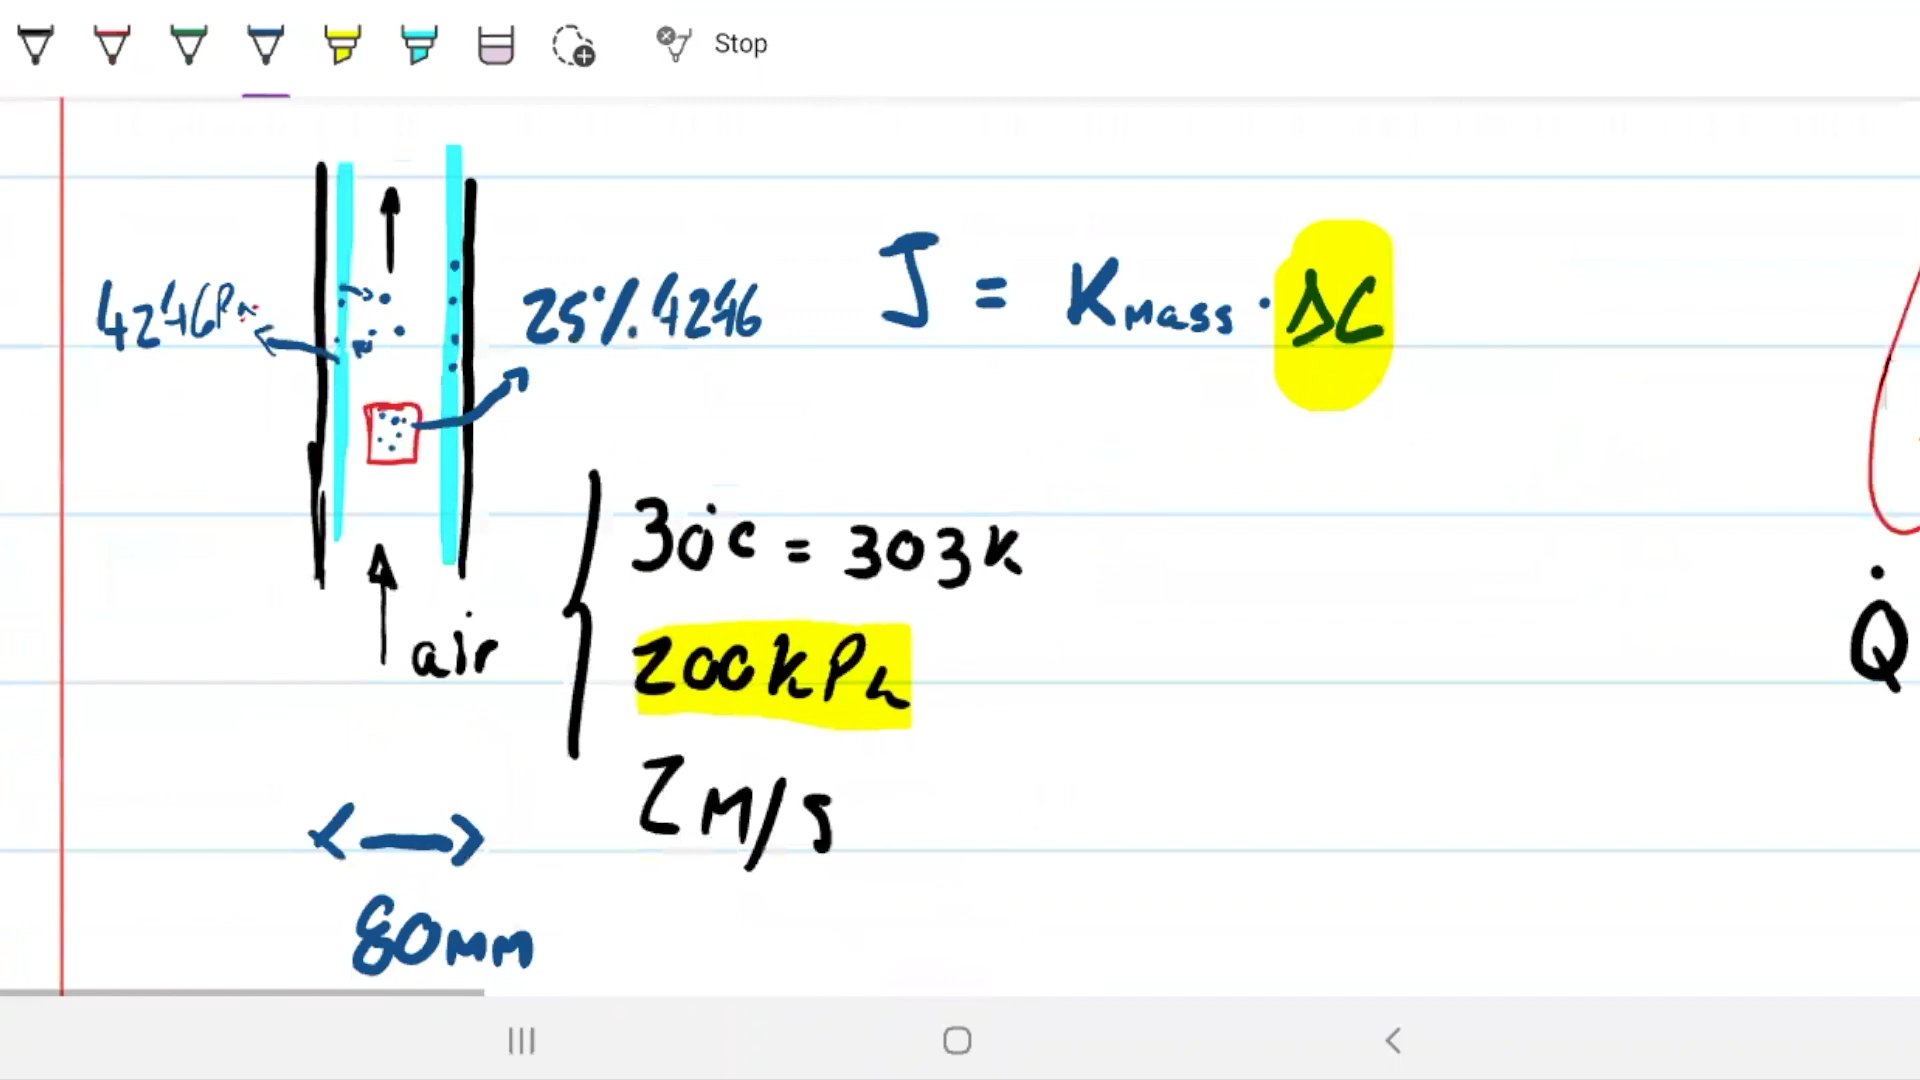 Stop
4246Pa
25%.4246
J = Kmass · ΔC
30°C = 303K
200kPa
air
2m/s
80mm
Q̇